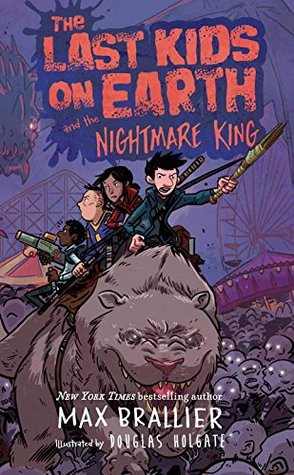 THE
LAST KIDS
ON EARTH
and the
NIGHTMARE KING
NEW YORK TIMES bestselling author
MAX BRALLIER
Illustrated by DOUGLAS HOLGATE